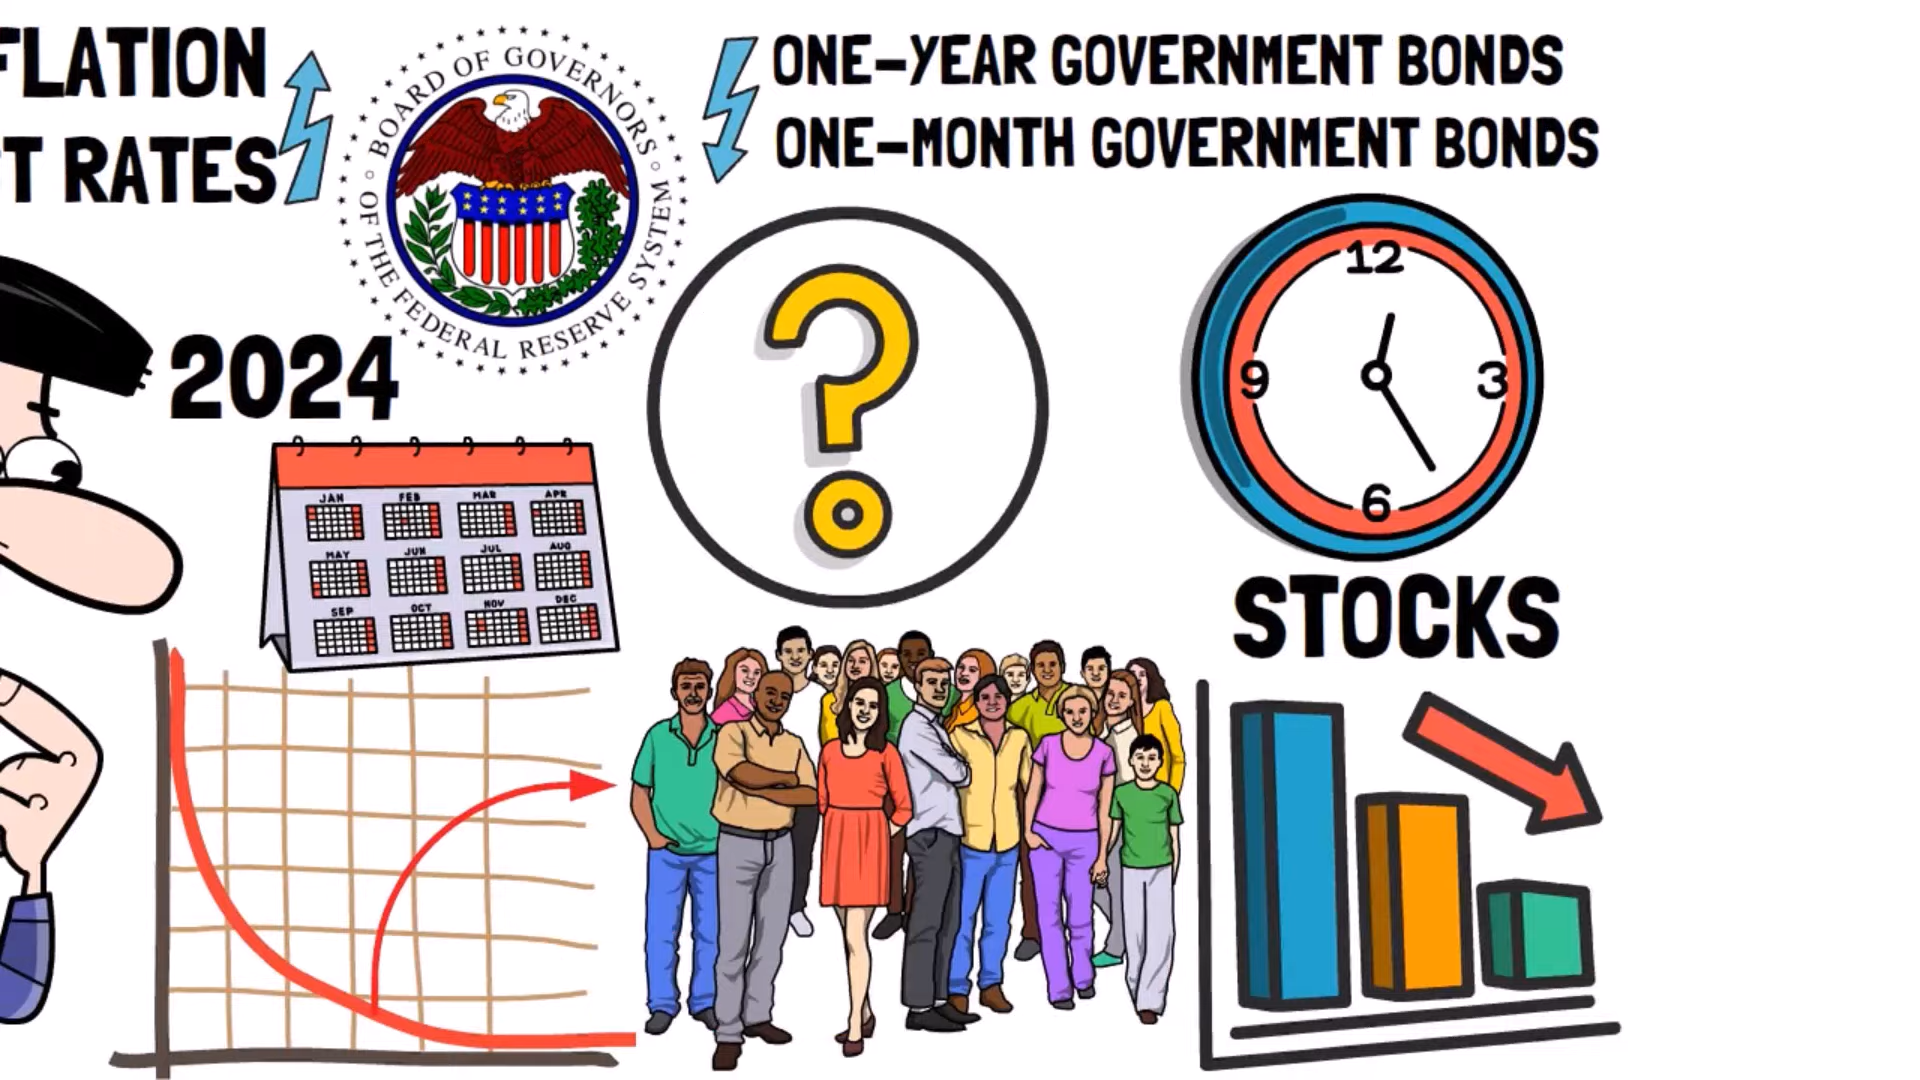 FLATION
T RATES
BOARD OF GOVERNORS
OF THE FEDERAL RESERVE SYSTEM
ONE-YEAR GOVERNMENT BONDS
ONE-MONTH GOVERNMENT BONDS
2024
JAN FEB MAR APR
MAY JUN JUL AUG
SEP OCT NOV DEC
12
9 3
6
STOCKS